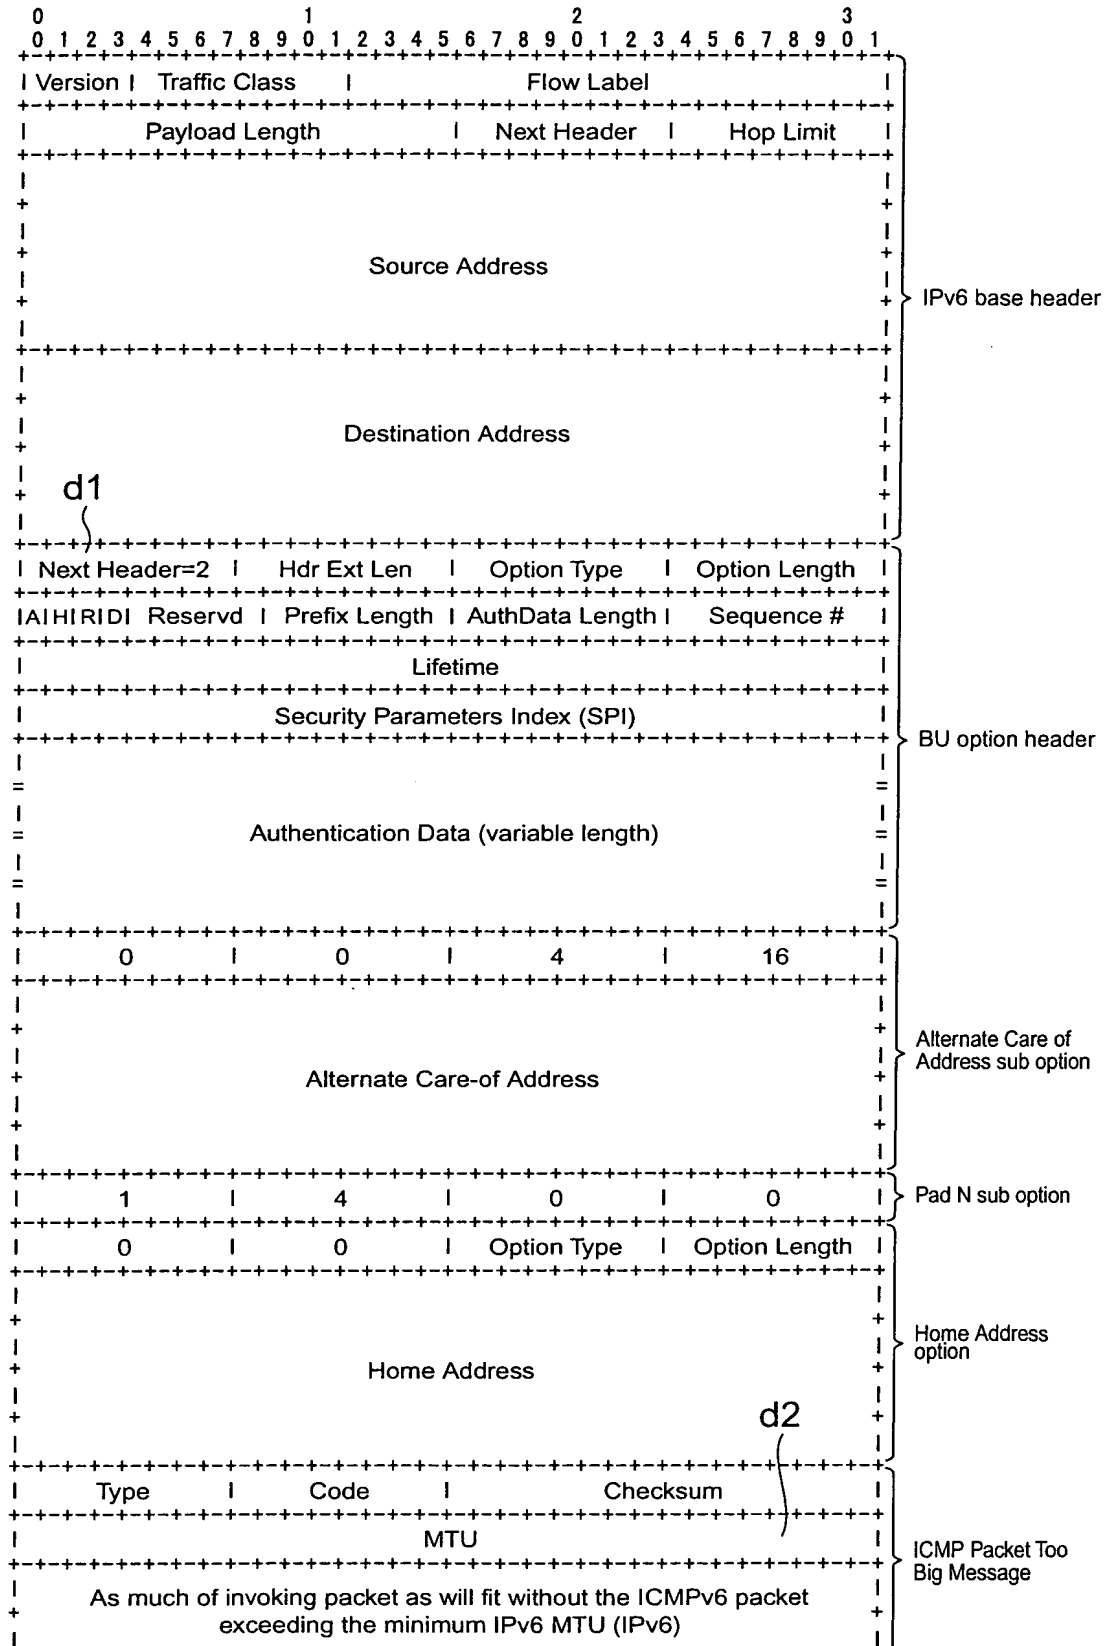 0 1 2 3
0 1 2 3 4 5 6 7 8 9 0 1 2 3 4 5 6 7 8 9 0 1 2 3 4 5 6 7 8 9 0 1
Version | Traffic Class | Flow Label
Payload Length | Next Header | Hop Limit
Source Address
IPv6 base header
Destination Address
d1
Next Header=2 | Hdr Ext Len | Option Type | Option Length
|A|H|R|D| Reservd | Prefix Length | AuthData Length | Sequence #
Lifetime
Security Parameters Index (SPI)
BU option header
Authentication Data (variable length)
0 | 0 | 4 | 16
Alternate Care of
Address sub option
Alternate Care-of Address
1 | 4 | 0 | 0
Pad N sub option
0 | 0 | Option Type | Option Length
Home Address
option
Home Address
d2
Type | Code | Checksum
MTU
ICMP Packet Too
Big Message
As much of invoking packet as will fit without the ICMPv6 packet
exceeding the minimum IPv6 MTU (IPv6)